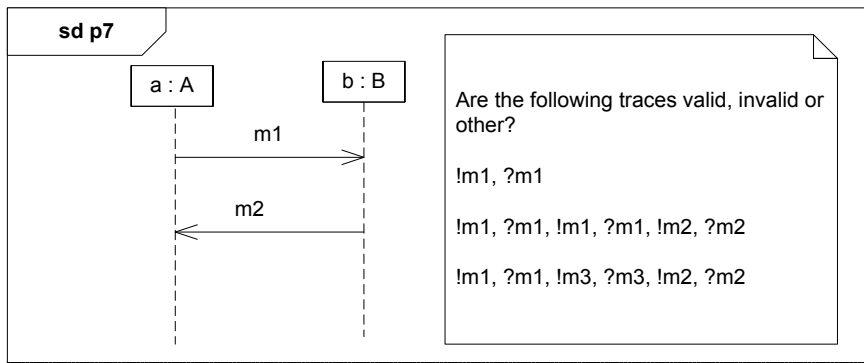 sd p7
a : A
b : B
m1
m2
Are the following traces valid, invalid or
other?
!m1, ?m1
!m1, ?m1, !m1, ?m1, !m2, ?m2
!m1, ?m1, !m3, ?m3, !m2, ?m2